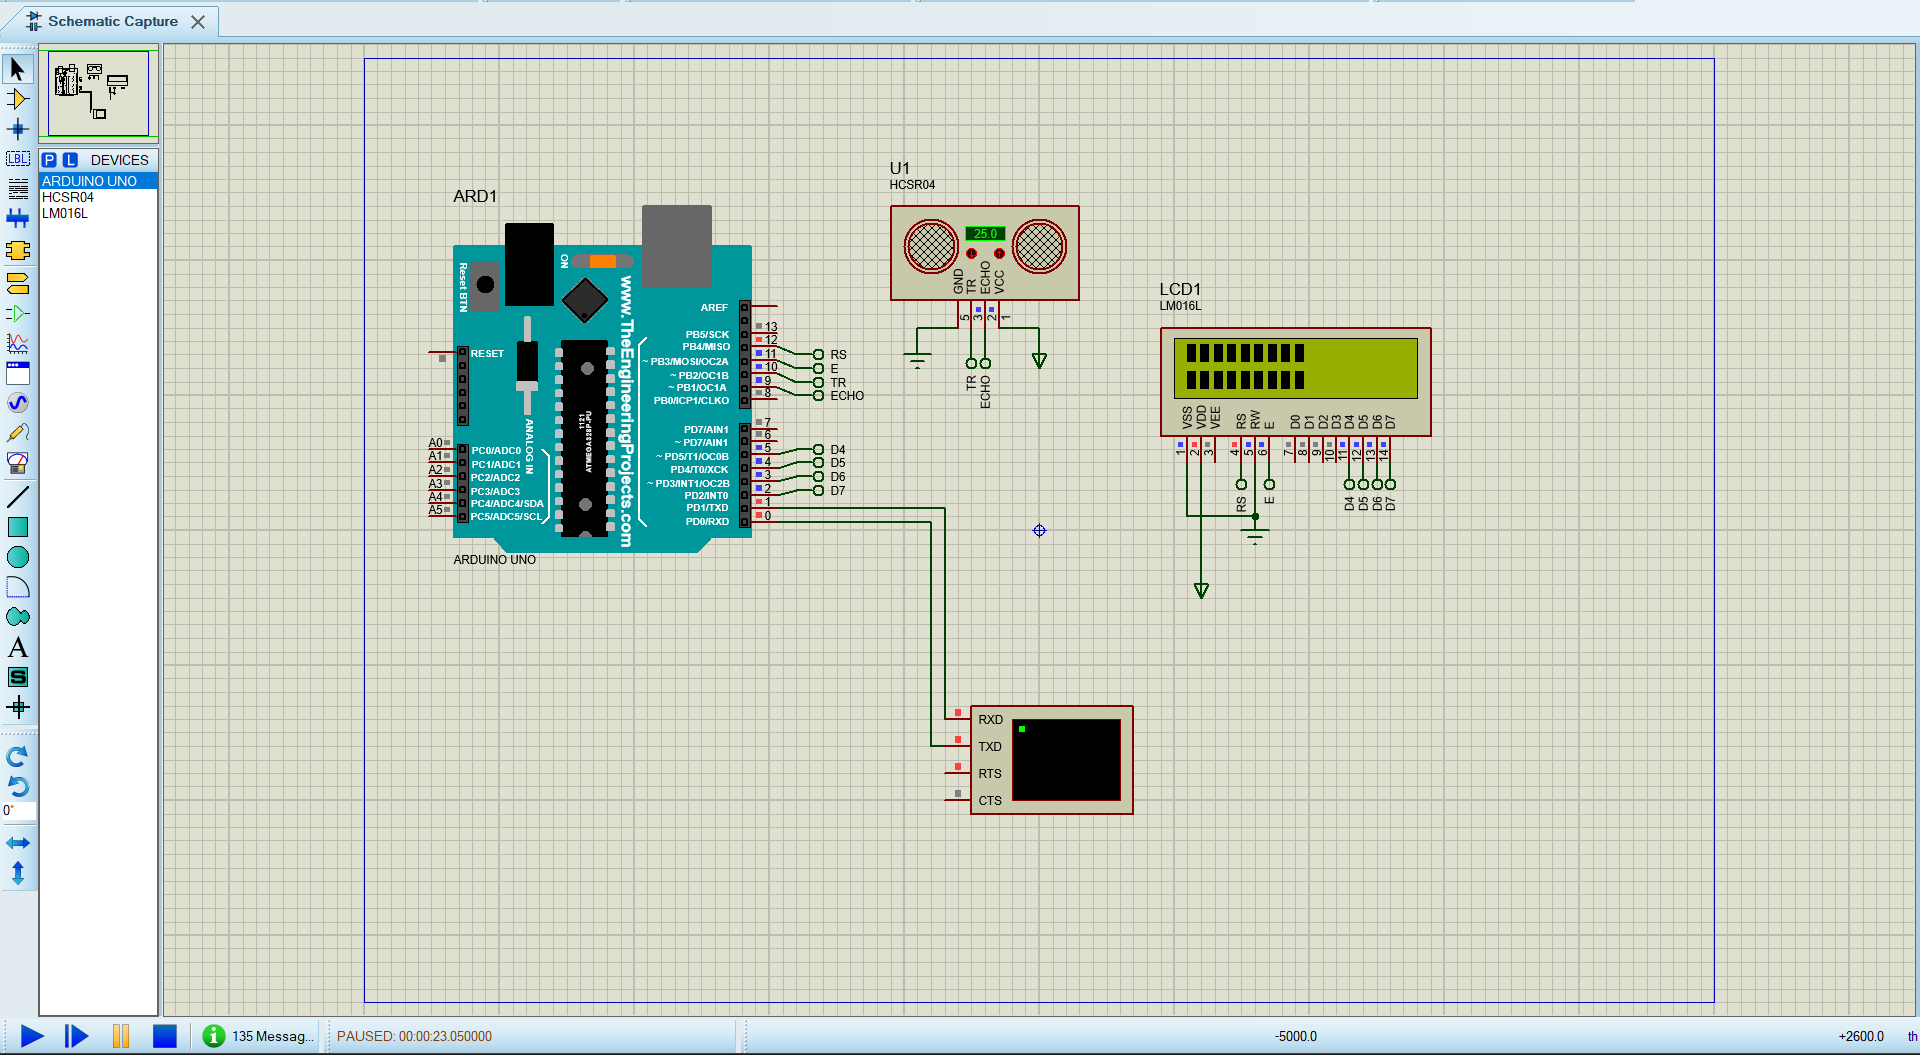 Schematic Capture
LBL
P L DEVICES
ARDUINO UNO
HCSR04
LM016L
A
S
0°
ARD1
Reset BTN
ON
www.TheEngineeringProjects.com
1121
ATMEGA328P-PU
ANALOG IN
RESET
AREF
PB5/SCK 13
PB4/MISO 12
~ PB3/MOSI/OC2A 11
~ PB2/OC1B 10
~ PB1/OC1A 9
PB0/ICP1/CLKO 8
RS
E
TR
ECHO
PD7/AIN1 7
~ PD7/AIN1 6
~ PD5/T1/OC0B 5
PD4/T0/XCK 4
~ PD3/INT1/OC2B 3
PD2/INT0 2
PD1/TXD 1
PD0/RXD 0
D4
D5
D6
D7
A0 PC0/ADC0
A1 PC1/ADC1
A2 PC2/ADC2
A3 PC3/ADC3
A4 PC4/ADC4/SDA
A5 PC5/ADC5/SCL
ARDUINO UNO
U1
HCSR04
25.0
GND TR ECHO VCC
5 3 2 1
TR ECHO
LCD1
LM016L
VSS VDD VEE RS RW E D0 D1 D2 D3 D4 D5 D6 D7
1 2 3 4 5 6 7 8 9 10 11 12 13 14
RS E D4 D5 D6 D7
RXD
TXD
RTS
CTS
135 Messag...
PAUSED: 00:00:23.050000
-5000.0
+2600.0
th